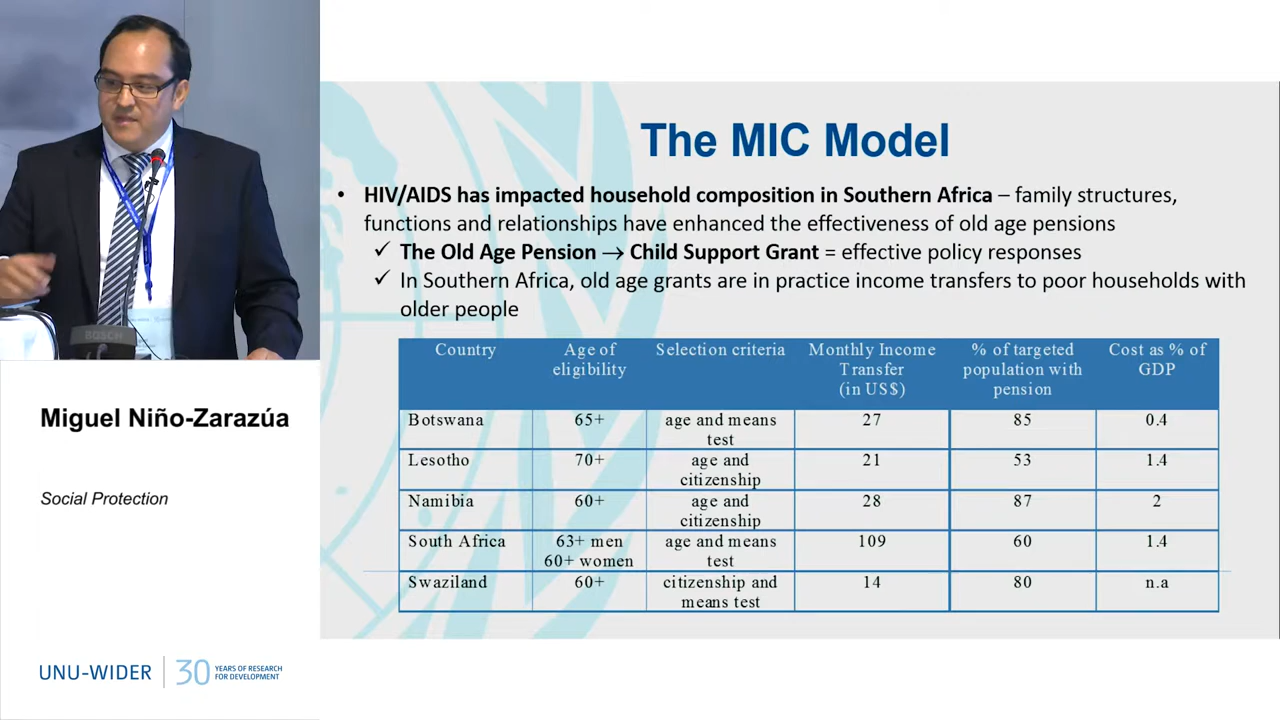 The MIC Model
• HIV/AIDS has impacted household composition in Southern Africa – family structures,
functions and relationships have enhanced the effectiveness of old age pensions
✓ The Old Age Pension → Child Support Grant = effective policy responses
✓ In Southern Africa, old age grants are in practice income transfers to poor households with
older people
Country Age of eligibility Selection criteria Monthly Income Transfer (in US$) % of targeted population with pension Cost as % of GDP
Botswana 65+ age and means test 27 85 0.4
Lesotho 70+ age and citizenship 21 53 1.4
Namibia 60+ age and citizenship 28 87 2
South Africa 63+ men 60+ women age and means test 109 60 1.4
Swaziland 60+ citizenship and means test 14 80 n.a
BOSCH
Miguel Niño-Zarazúa
Social Protection
UNU-WIDER
30 YEARS OF RESEARCH
FOR DEVELOPMENT